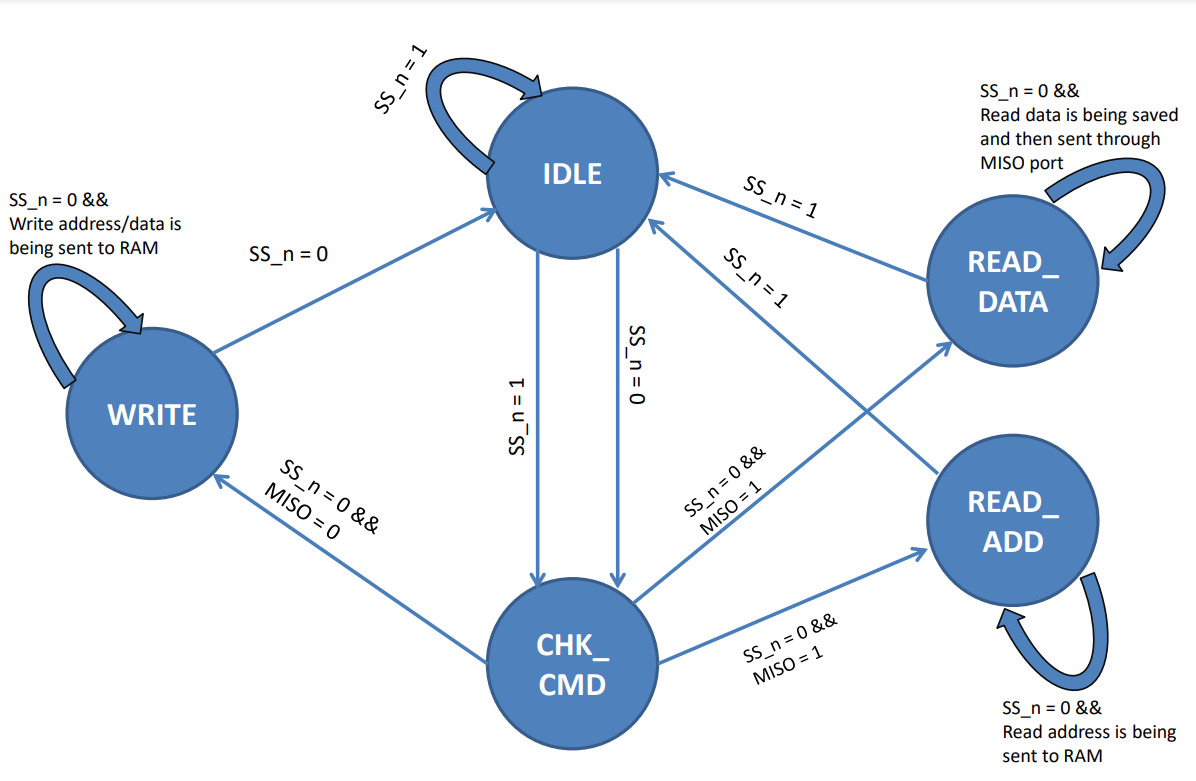 SS_n = 1
IDLE
SS_n = 0 &&
Read data is being saved
and then sent through
MISO port
SS_n = 1
READ_
DATA
SS_n = 0 &&
Write address/data is
being sent to RAM
SS_n = 0
SS_n = 1
WRITE
SS_n = 1
SS_n = 0
SS_n = 0 &&
MISO = 0
SS_n = 0 &&
MISO = 1
READ_
ADD
CHK_
CMD
SS_n = 0 &&
MISO = 1
SS_n = 0 &&
Read address is being
sent to RAM